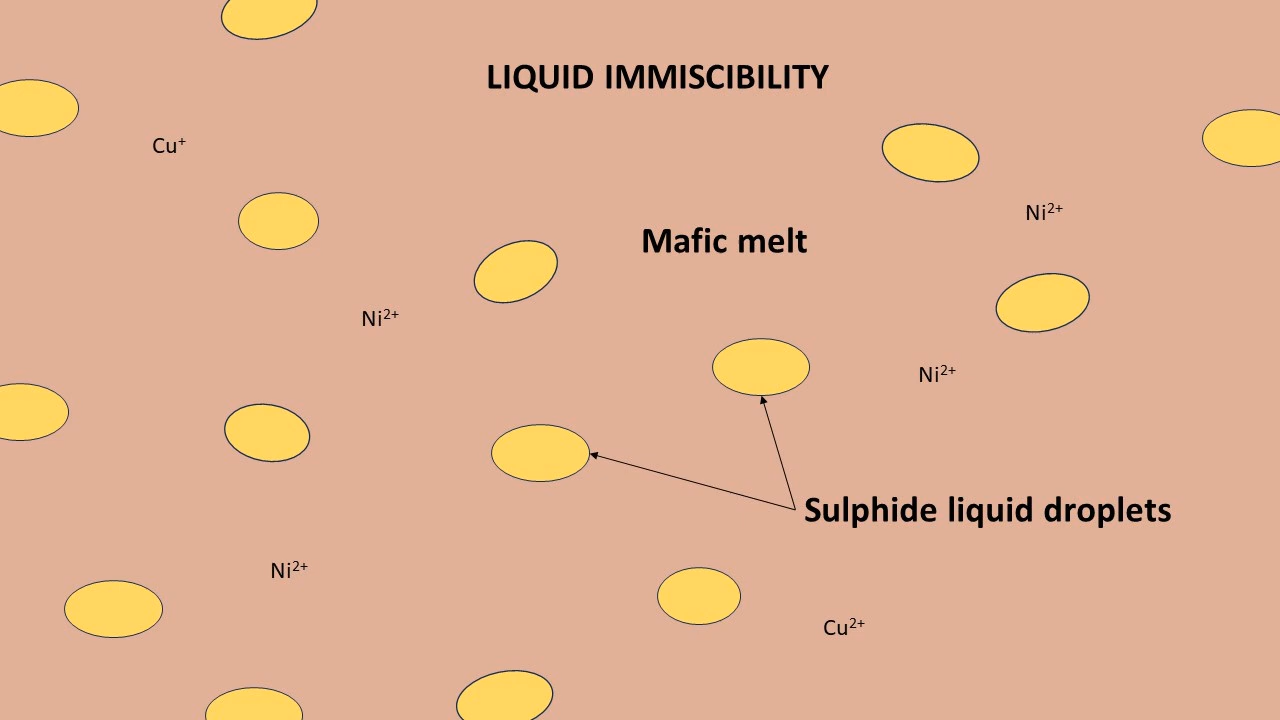 LIQUID IMMISCIBILITY
Cu⁺
Ni²⁺
Mafic melt
Ni²⁺
Ni²⁺
Sulphide liquid droplets
Ni²⁺
Cu²⁺